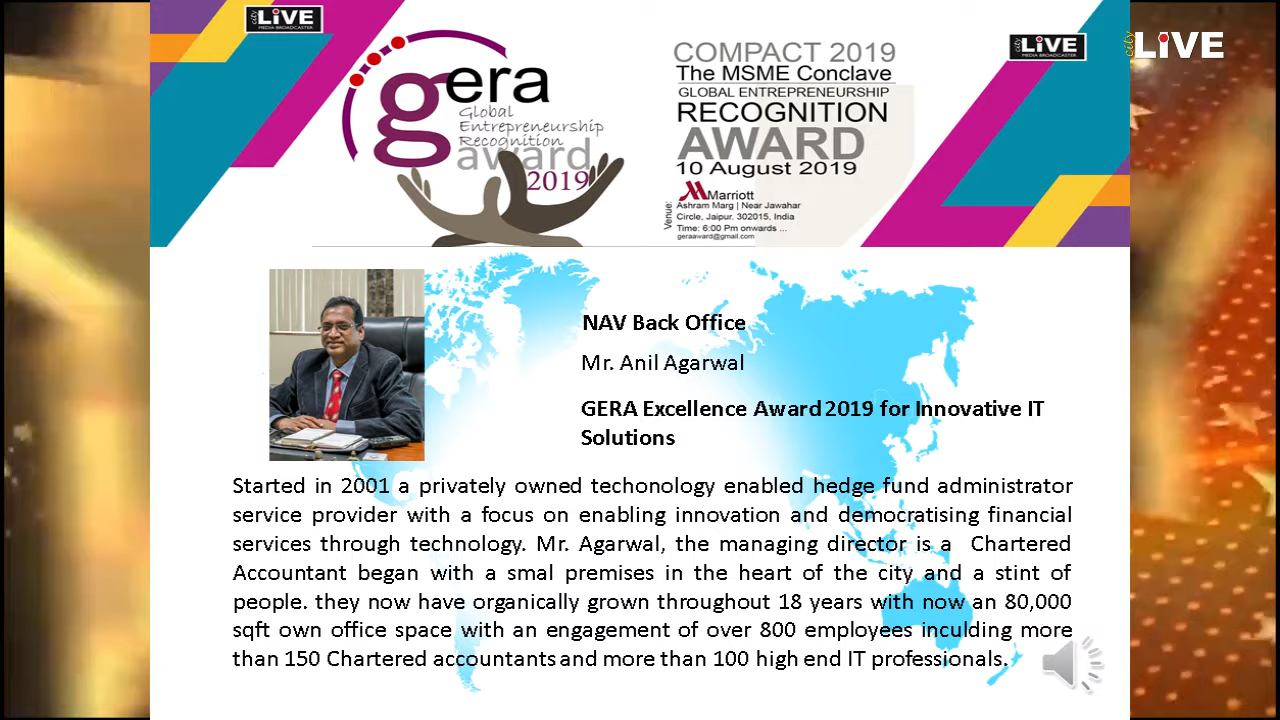 city LiVE
MEDIA BROADCASTER
gera
Global
Entrepreneurship
Recognition
award
2019
COMPACT 2019
The MSME Conclave
GLOBAL ENTREPRENEURSHIP
RECOGNITION
AWARD
10 August 2019
Marriott
Venue:
Ashram Marg | Near Jawahar
Circle, Jaipur. 302015, India
Time: 6:00 Pm onwards ...
geraaward@gmail.com
city LiVE
MEDIA BROADCASTER
city LiVE
NAV Back Office
Mr. Anil Agarwal
GERA Excellence Award 2019 for Innovative IT
Solutions
Started in 2001 a privately owned techonology enabled hedge fund administrator
service provider with a focus on enabling innovation and democratising financial
services through technology. Mr. Agarwal, the managing director is a Chartered
Accountant began with a smal premises in the heart of the city and a stint of
people. they now have organically grown throughout 18 years with now an 80,000
sqft own office space with an engagement of over 800 employees inculding more
than 150 Chartered accountants and more than 100 high end IT professionals.